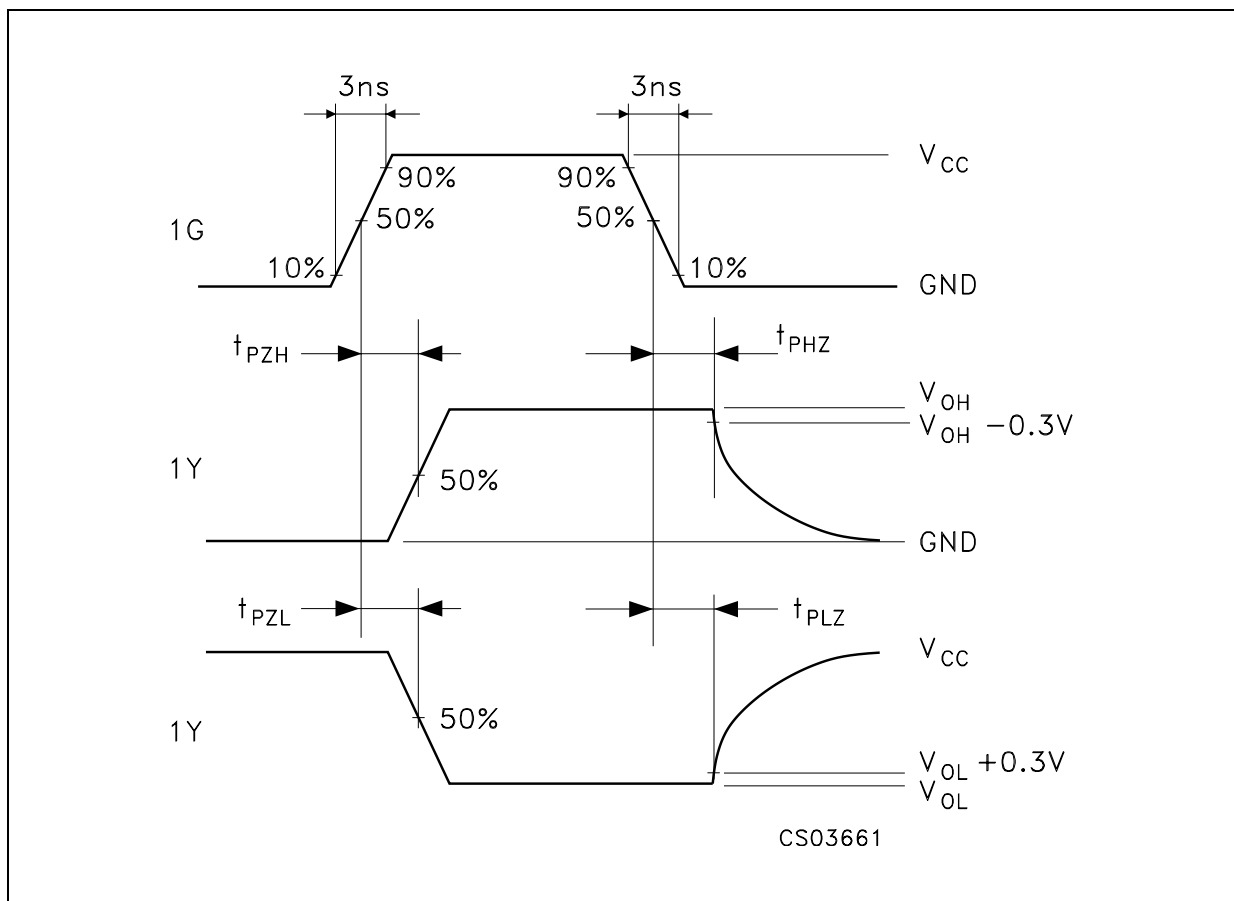 3ns 3ns
V_CC
90% 90%
50% 50%
1G
10% 10%
GND
t_PZH t_PHZ
V_OH
V_OH −0.3V
1Y
50%
GND
t_PZL t_PLZ
V_CC
50%
1Y
V_OL +0.3V
V_OL
CS03661